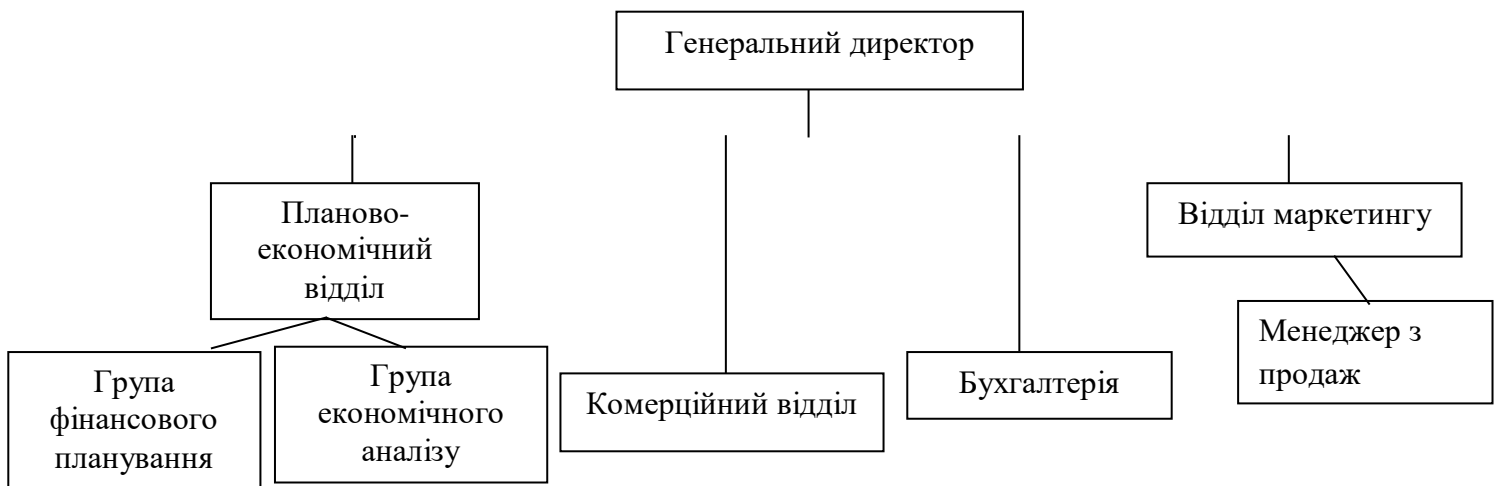 Генеральний директор
Планово-
економічний
відділ
Відділ маркетингу
Менеджер з
продаж
Група
фінансового
планування
Група
економічного
аналізу
Комерційний відділ
Бухгалтерія